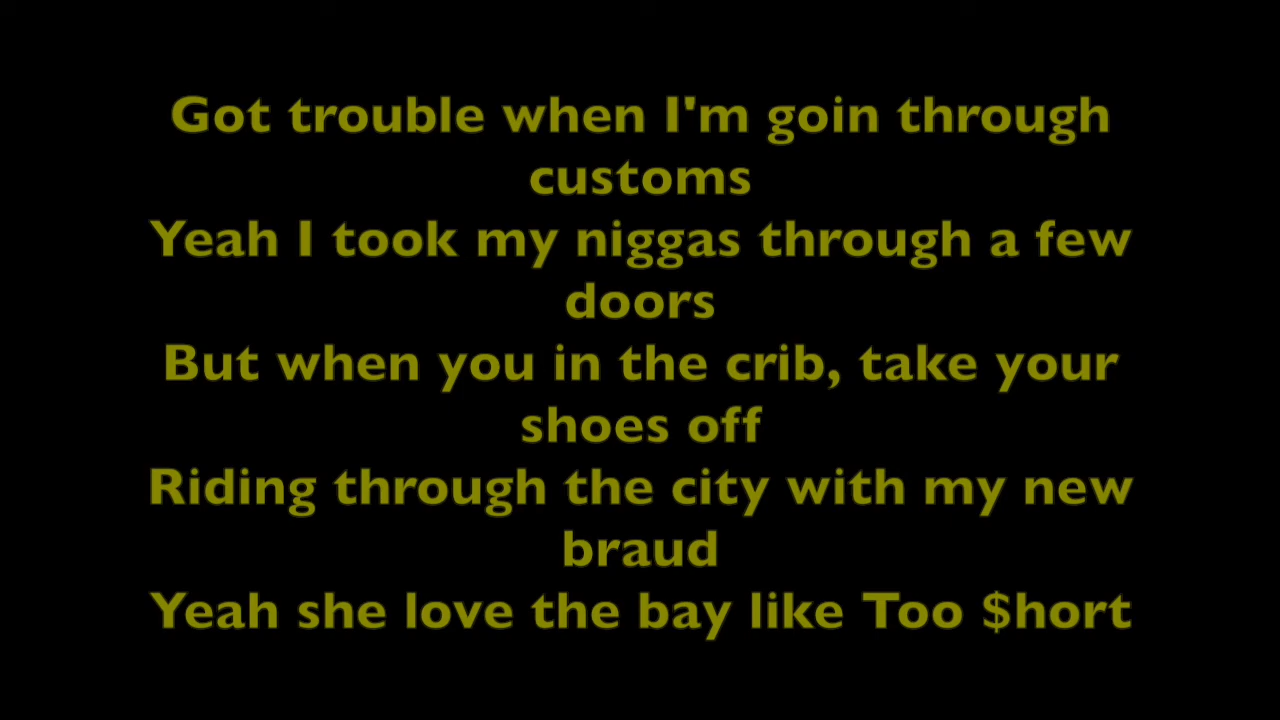 Got trouble when I'm goin through
customs
Yeah I took my niggas through a few
doors
But when you in the crib, take your
shoes off
Riding through the city with my new
braud
Yeah she love the bay like Too $hort